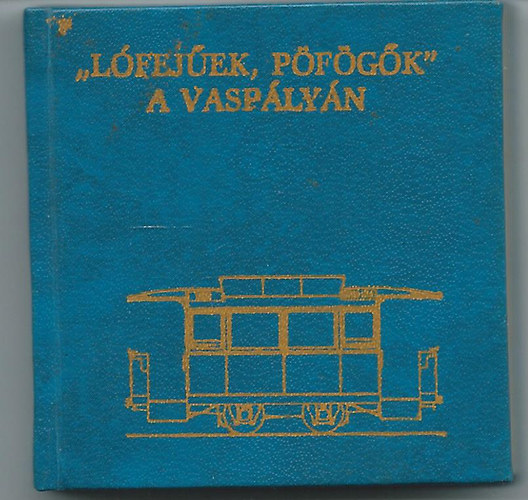 „LÓFEJŰEK, PÖFÖGŐK”
A VASPÁLYÁN